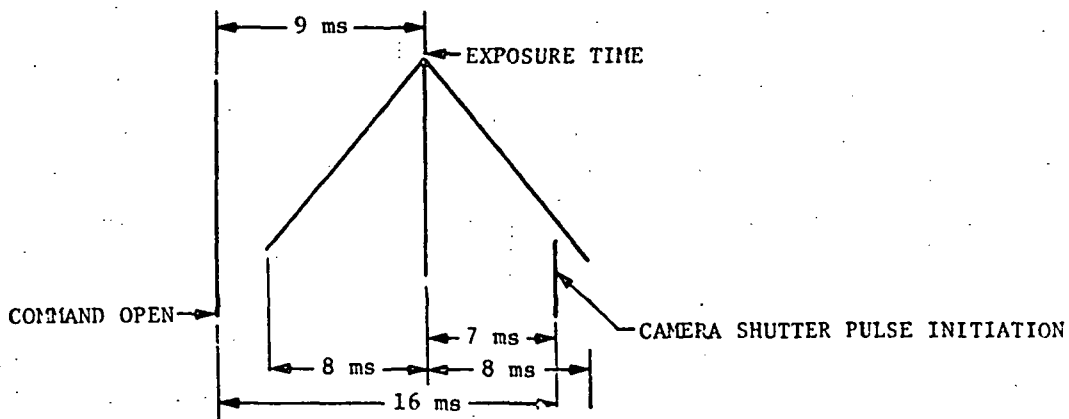 9 ms
EXPOSURE TIME
COMMAND OPEN
7 ms
CAMERA SHUTTER PULSE INITIATION
8 ms
8 ms
16 ms